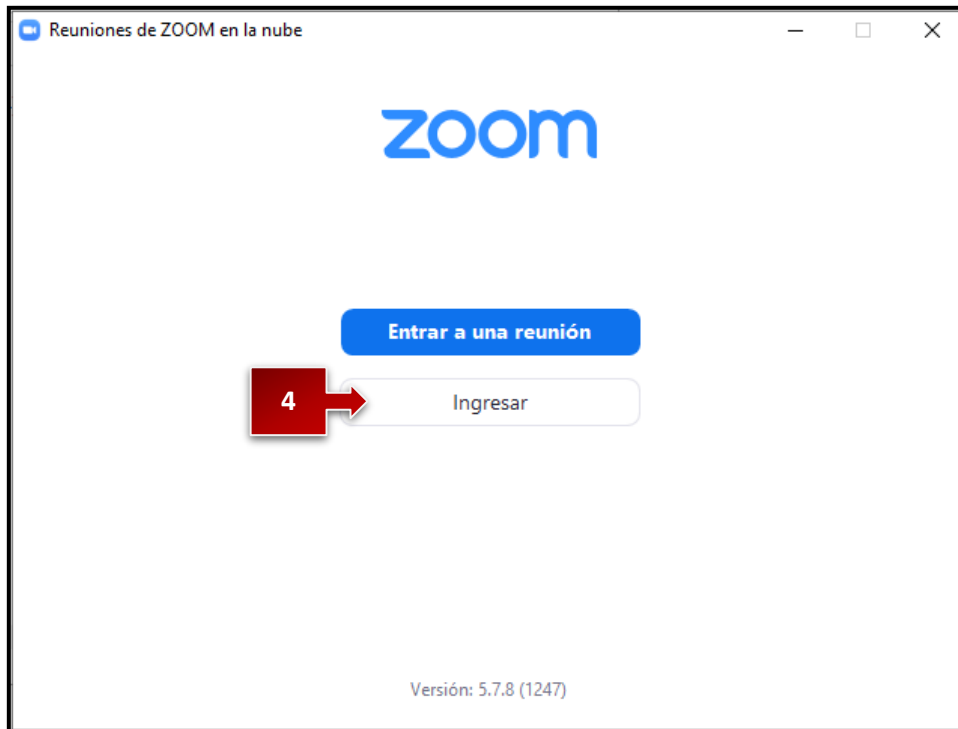 Reuniones de ZOOM en la nube
zoom
Entrar a una reunión
4
Ingresar
Versión: 5.7.8 (1247)